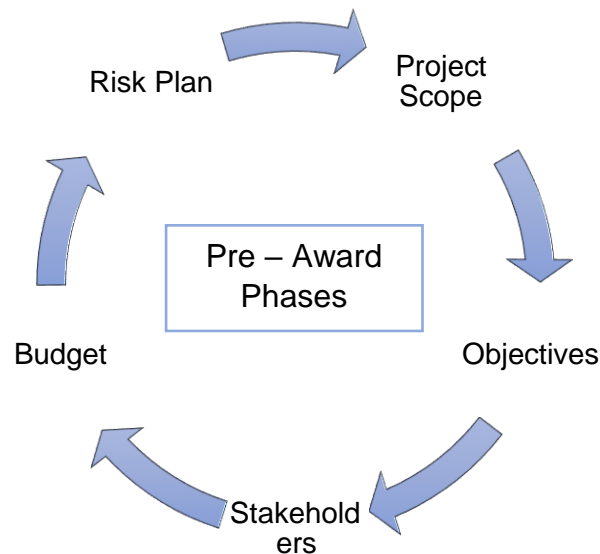 Risk Plan
Project
Scope
Pre – Award
Phases
Budget
Objectives
Stakehold
ers